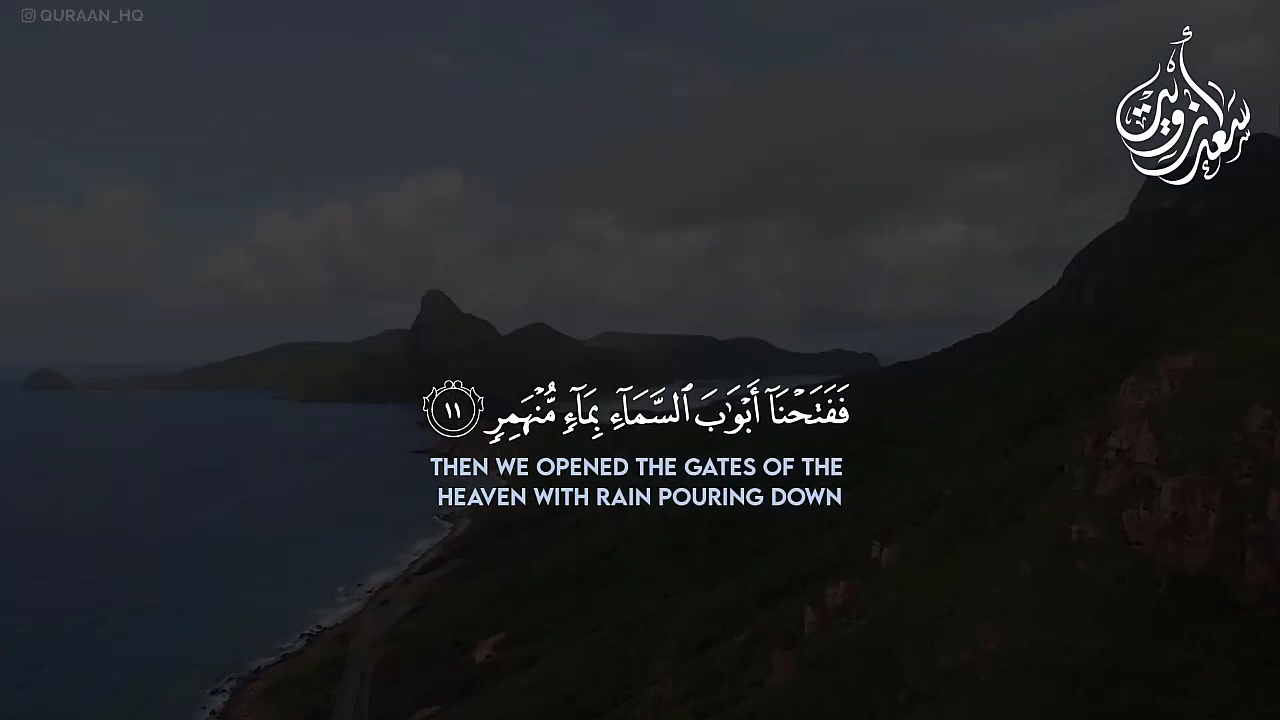 QURAAN_HQ
فَفَتَحْنَآ أَبْوَٰبَ ٱلسَّمَآءِ بِمَآءٍ مُّنْهَمِرٍ ١١
THEN WE OPENED THE GATES OF THE
HEAVEN WITH RAIN POURING DOWN